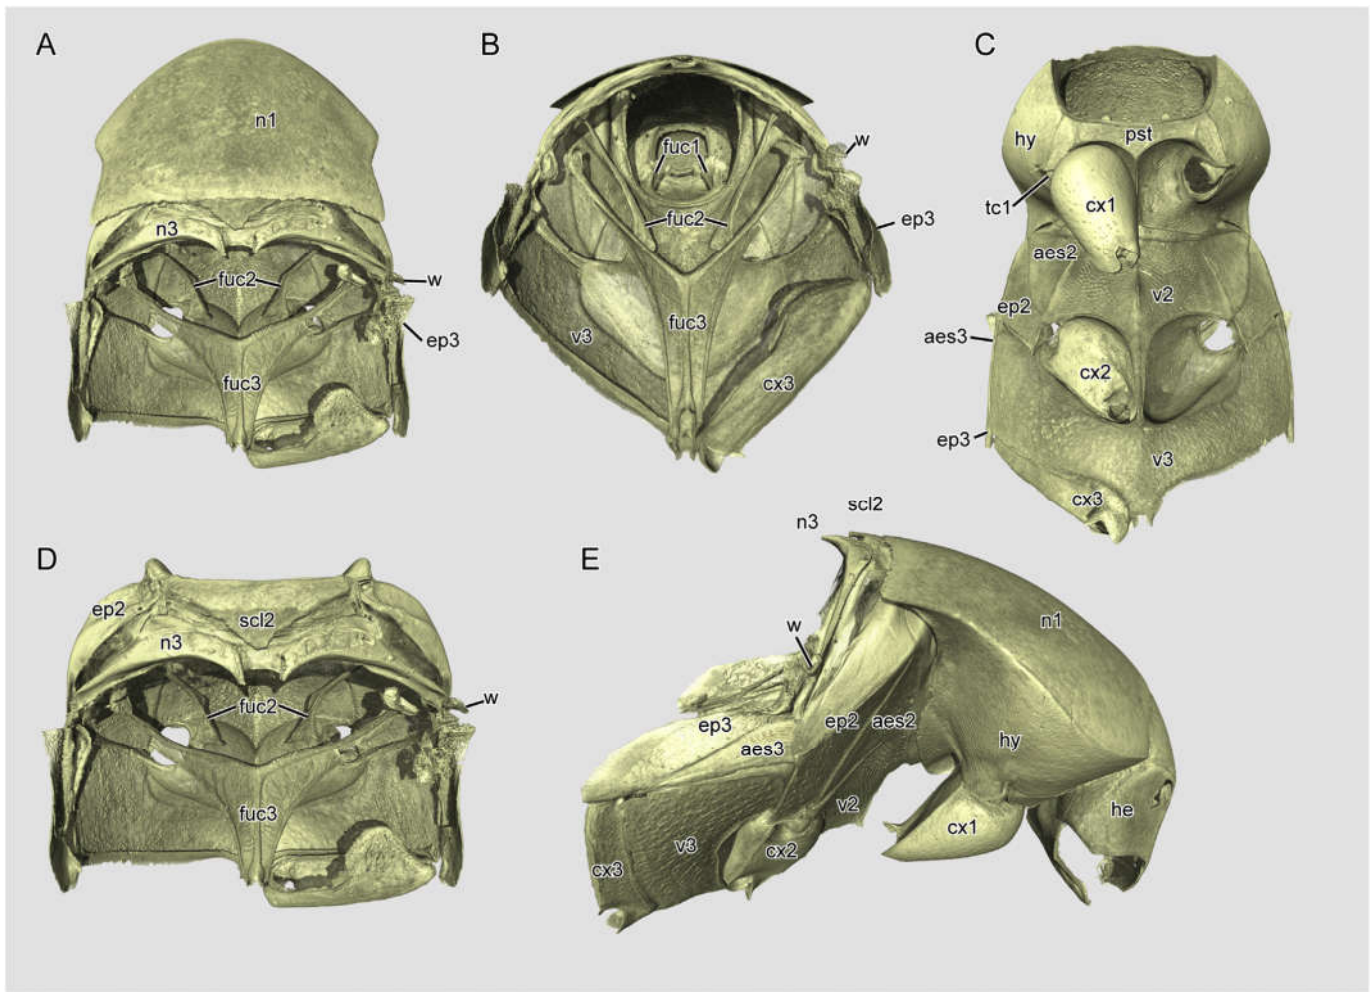 A
n1
n3
fuc2
w
ep3
fuc3
B
fuc1
w
fuc2
ep3
fuc3
v3
cx3
C
hy
pst
tc1
cx1
aes2
v2
ep2
aes3
cx2
ep3
v3
cx3
D
ep2
scl2
n3
fuc2
w
fuc3
E
scl2
n3
n1
w
ep3
ep2
aes2
aes3
hy
v2
he
cx1
v3
cx2
cx3